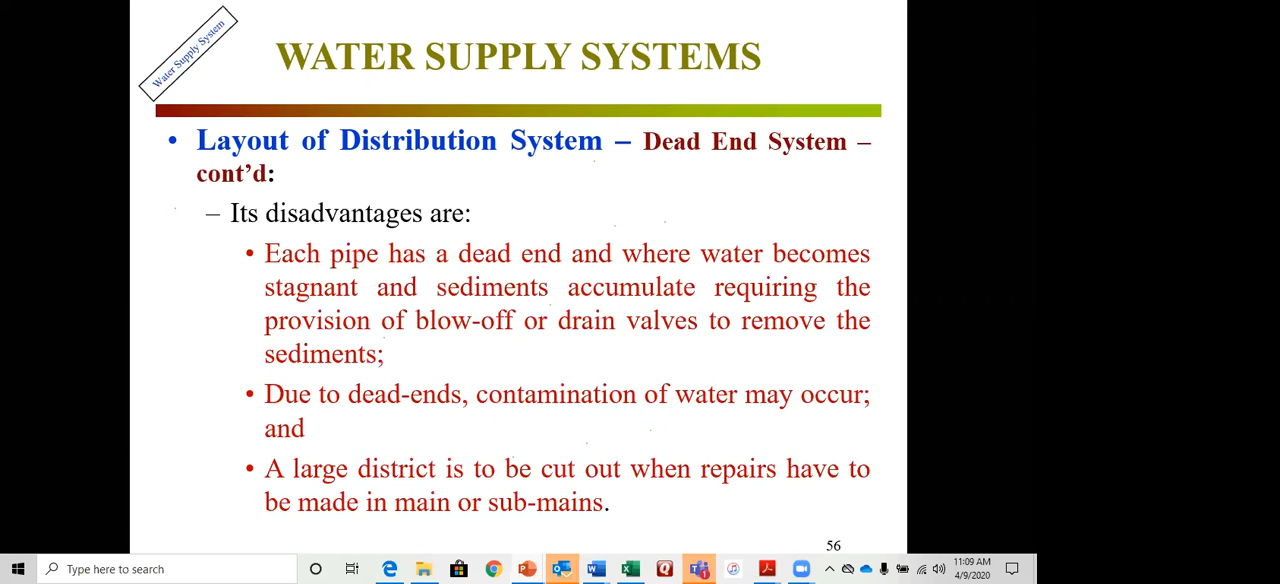 Water Supply System
WATER SUPPLY SYSTEMS
• Layout of Distribution System – Dead End System –
cont’d:
– Its disadvantages are:
• Each pipe has a dead end and where water becomes
stagnant and sediments accumulate requiring the
provision of blow-off or drain valves to remove the
sediments;
• Due to dead-ends, contamination of water may occur;
and
• A large district is to be cut out when repairs have to
be made in main or sub-mains.
56
Type here to search
11:09 AM
4/9/2020